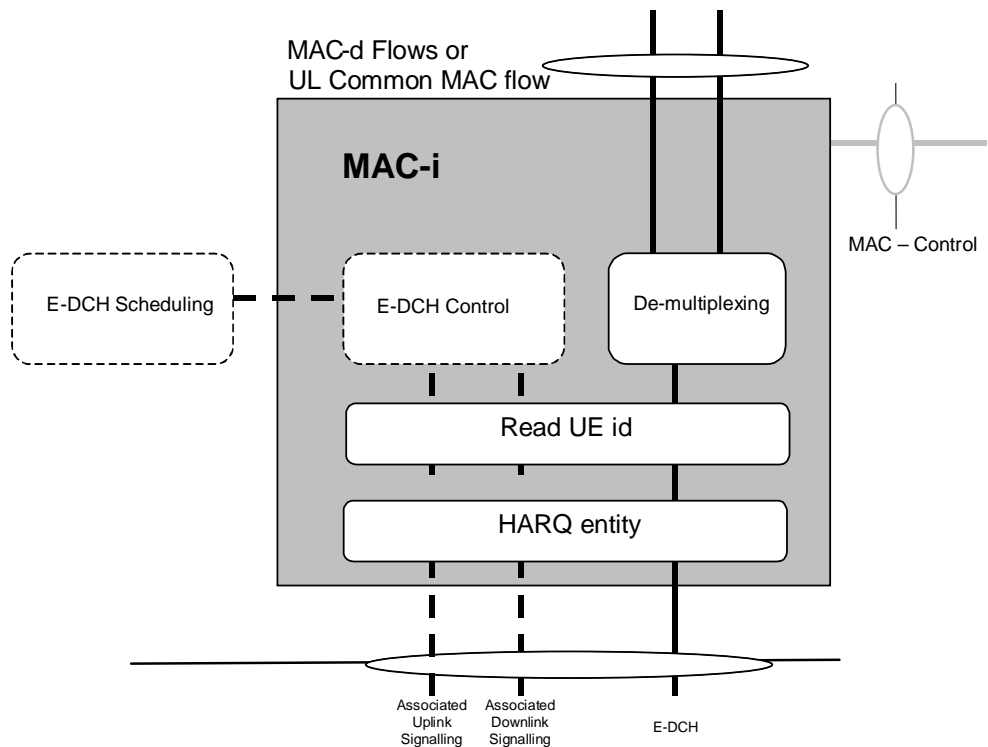 MAC-d Flows or
UL Common MAC flow
MAC-i
MAC – Control
E-DCH Scheduling
E-DCH Control
De-multiplexing
Read UE id
HARQ entity
Associated
Uplink
Signalling
Associated
Downlink
Signalling
E-DCH